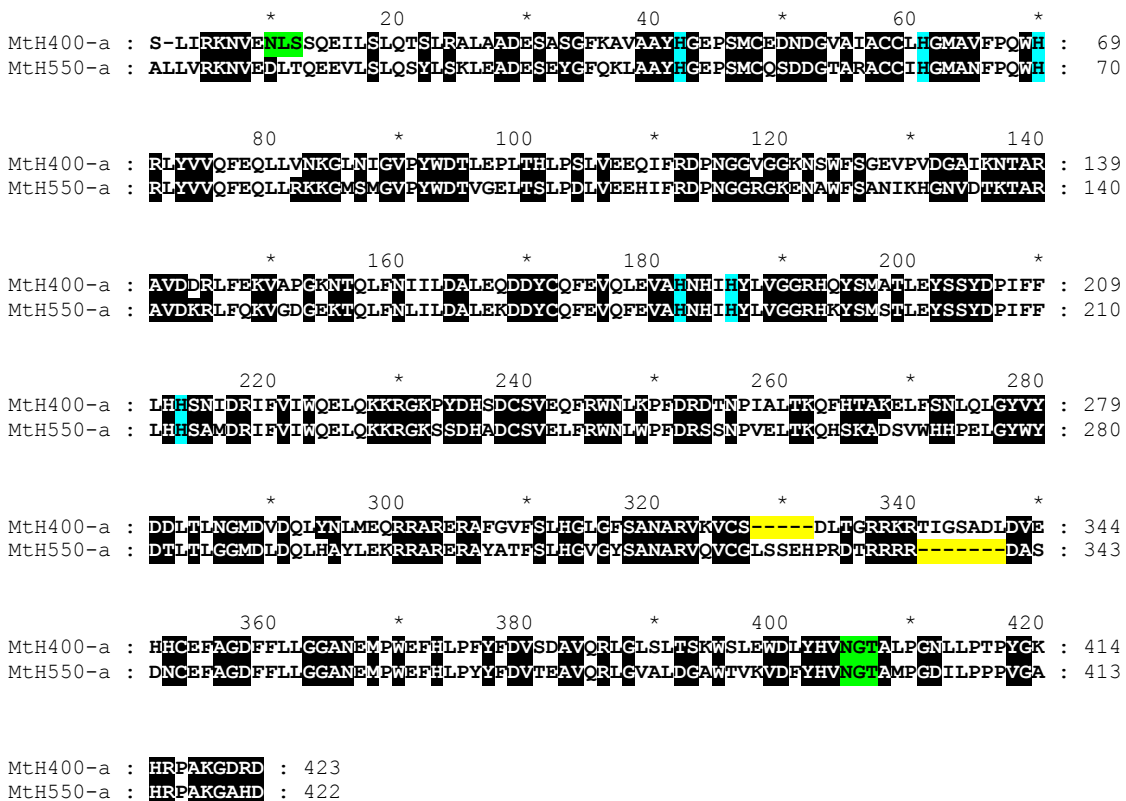 * 20 * 40 * 60 *
MtH400-a : S-LIRKNVENLSSQEILSLQTSLRALAADESASGFKAVAAYHGEPSMCEDNDGVAIACCLHGMAVFPQWH : 69
MtH550-a : ALLVRKNVEDLTQEEVLSLQSYLSKLEADESEYGFQKLAAYHGEPSMCQSDDGTARACCIHGMANFPQWH : 70
80 * 100 * 120 * 140
MtH400-a : RLYVVQFEQLLVNKGLNIGVPYWDTLEPLTHLPSLVEEQIFRDPNGGVGGKNSWFSGEVPVDGAIKNTAR : 139
MtH550-a : RLYVVQFEQLLRKKGMSMGVPYWDTVGELTSLPDLVEEHIFRDPNGGRGKENAWFSANIKHGNVDTKTAR : 140
* 160 * 180 * 200 *
MtH400-a : AVDDRLFEKVAPGKNTQLFNIILDALEQDDYCQFEVQLEVAHNHIHYLVGGRHQYSMATLEYSSYDPIFF : 209
MtH550-a : AVDKRLFQKVGDGEKTQLFNLILDALEKDDYCQFEVQFEVAHNHIHYLVGGRHKYSMSTLEYSSYDPIFF : 210
220 * 240 * 260 * 280
MtH400-a : LHHSNIDRIFVIWQELQKKRGKPYDHSDCSVEQFRWNLKPFDRDTNPIALTKQFHTAKELFSNLQLGYVY : 279
MtH550-a : LHHSAMDRIFVIWQELQKKRGKSSDHADCSVELFRWNLWPFDRSSNPVELTKQHSKADSVWHHPELGYWY : 280
* 300 * 320 * 340 *
MtH400-a : DDLTLNGMDVDQLYNLMEQRRARERAFGVFSLHGLGFSANARVKVCS-----DLTGRRKRTIGSADLDVE : 344
MtH550-a : DTLTLGGMDLDQLHAYLEKRRARERAYATFSLHGVGYSANARVQVCGLSSEHPRDTRRRR-------DAS : 343
360 * 380 * 400 * 420
MtH400-a : HHCEFAGDFFLLGGANEMPWEFHLPFYFDVSDAVQRLGLSLTSKWSLEWDLYHVNGTALPGNLLPTPYGK : 414
MtH550-a : DNCEFAGDFFLLGGANEMPWEFHLPYYFDVTEAVQRLGVALDGAWTVKVDFYHVNGTAMPGDILPPPVGA : 413
MtH400-a : HRPAKGDRD : 423
MtH550-a : HRPAKGAHD : 422